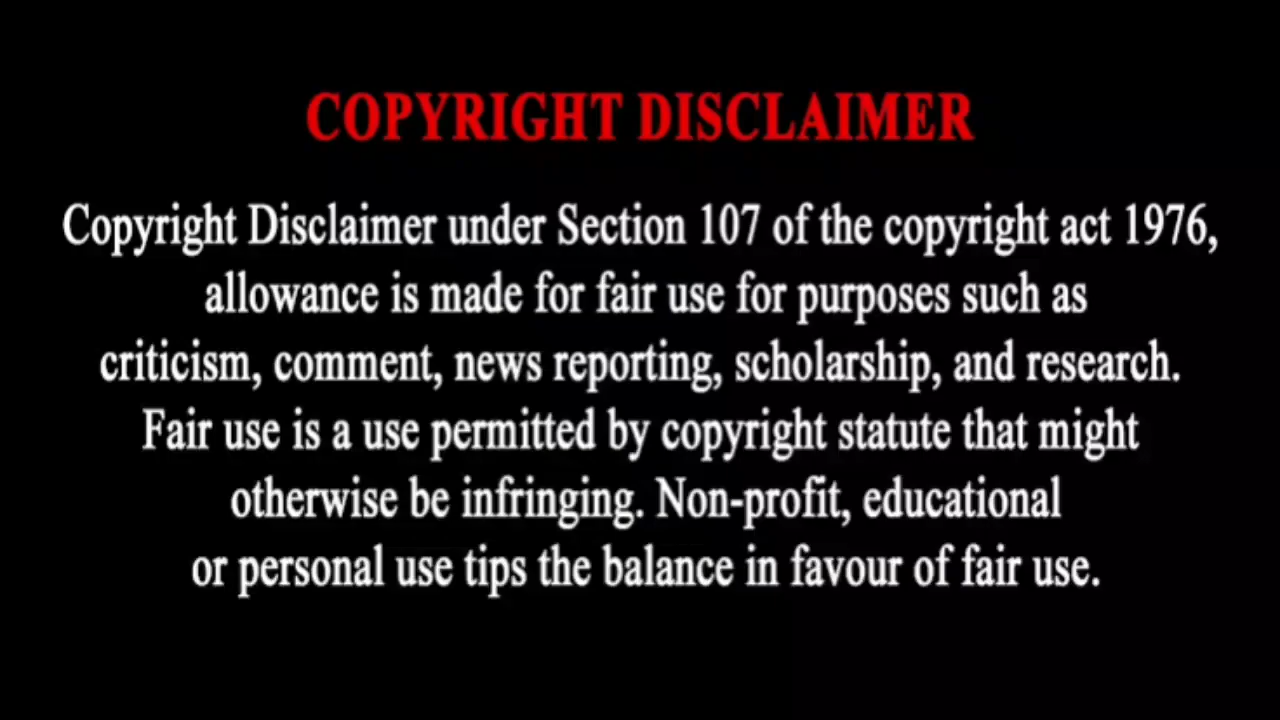 COPYRIGHT DISCLAIMER
Copyright Disclaimer under Section 107 of the copyright act 1976,
allowance is made for fair use for purposes such as
criticism, comment, news reporting, scholarship, and research.
Fair use is a use permitted by copyright statute that might
otherwise be infringing. Non-profit, educational
or personal use tips the balance in favour of fair use.